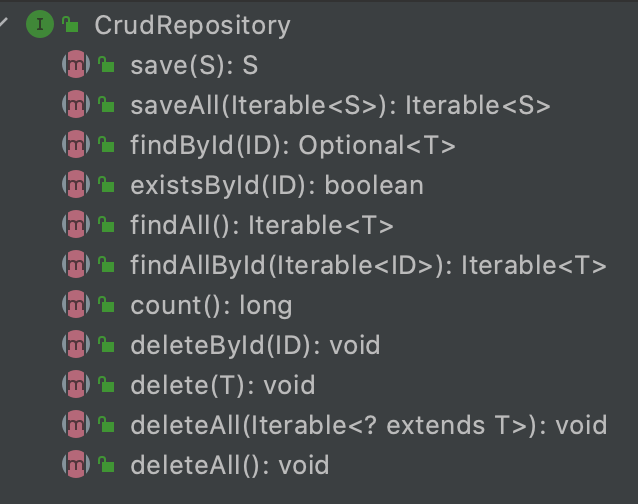 CrudRepository
save(S): S
saveAll(Iterable<S>): Iterable<S>
findById(ID): Optional<T>
existsById(ID): boolean
findAll(): Iterable<T>
findAllById(Iterable<ID>): Iterable<T>
count(): long
deleteById(ID): void
delete(T): void
deleteAll(Iterable<? extends T>): void
deleteAll(): void